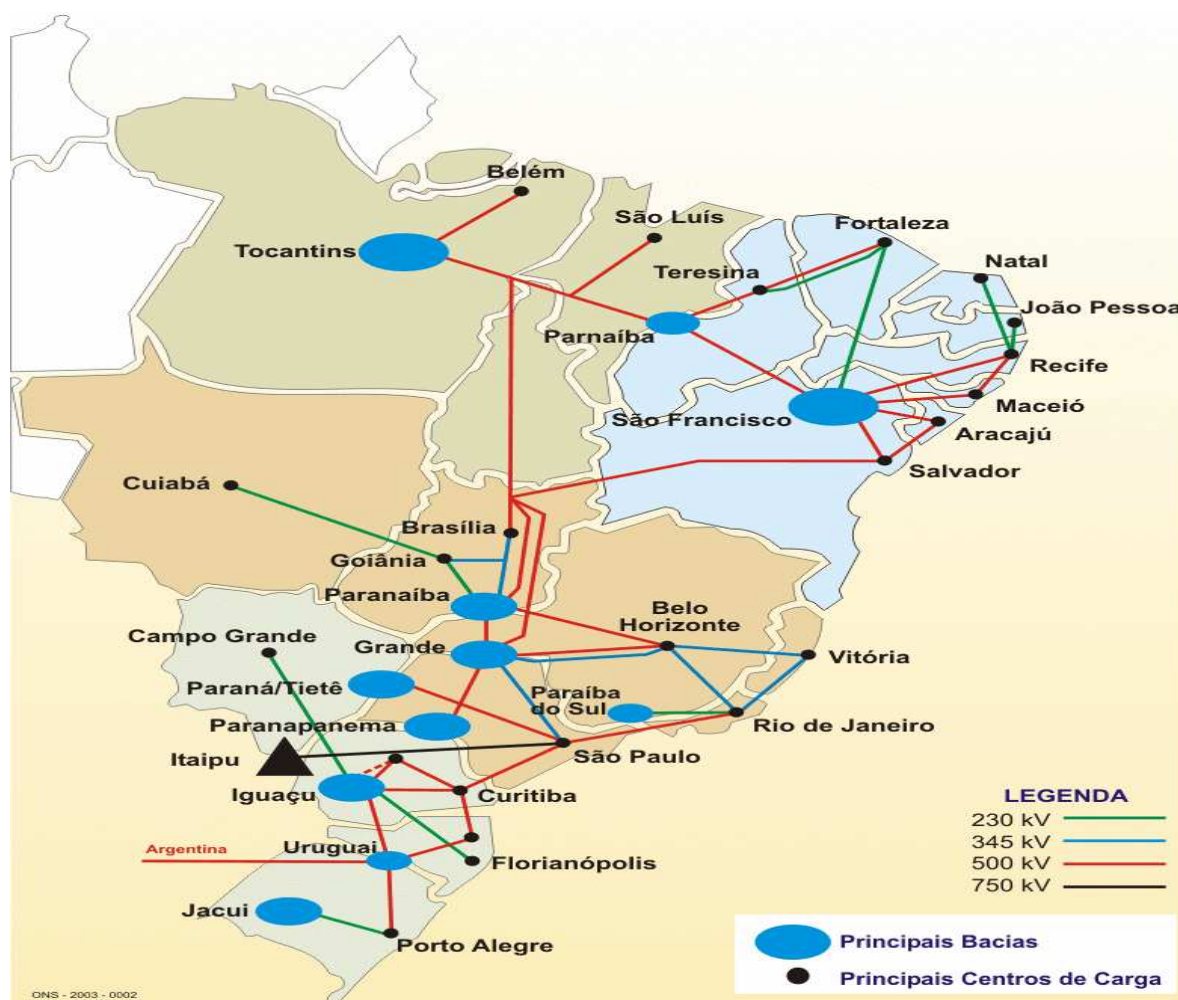 Belém
São Luís
Fortaleza
Tocantins
Teresina
Natal
João Pessoa
Parnaíba
Recife
São Francisco
Maceió
Aracajú
Salvador
Cuiabá
Brasília
Goiânia
Paranaíba
Belo
Horizonte
Campo Grande
Grande
Vitória
Paraná/Tietê
Paraíba
do Sul
Paranapanema
Rio de Janeiro
Itaipu
São Paulo
Iguaçu
Curitiba
Argentina
Uruguai
Florianópolis
Jacui
Porto Alegre
LEGENDA
230 kV
345 kV
500 kV
750 kV
Principais Bacias
Principais Centros de Carga
ONS - 2003 - 0002